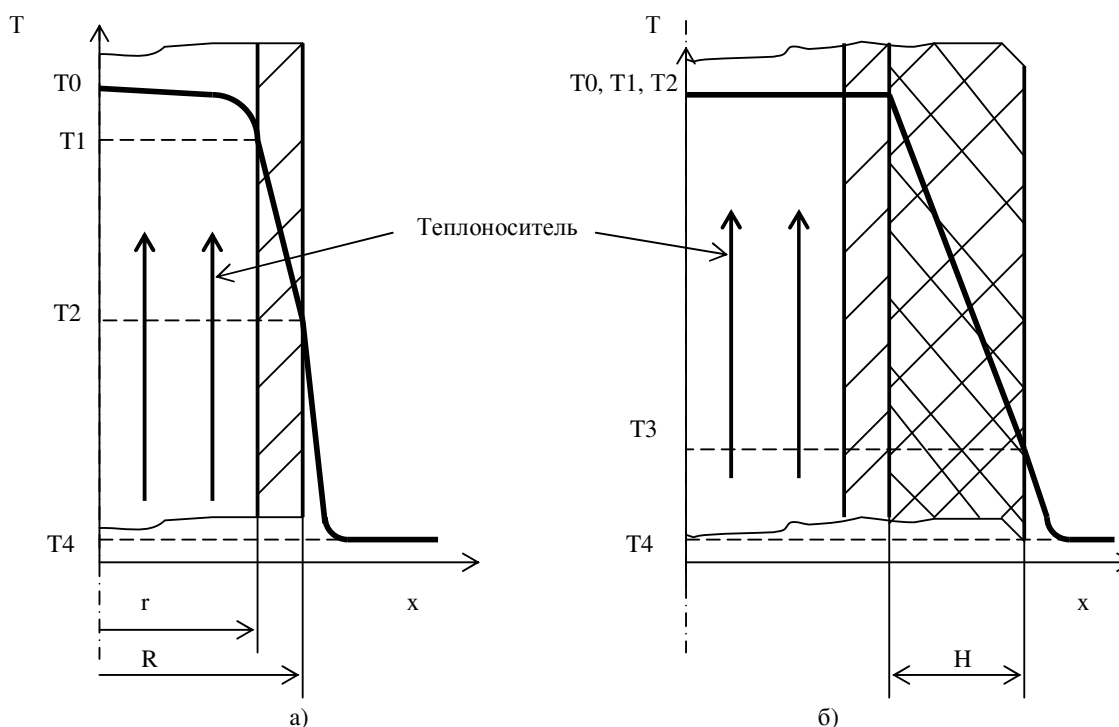 T
T0
T1
T2
T4
Теплоноситель
r
R
x
а)
T
T0, T1, T2
T3
T4
x
H
б)